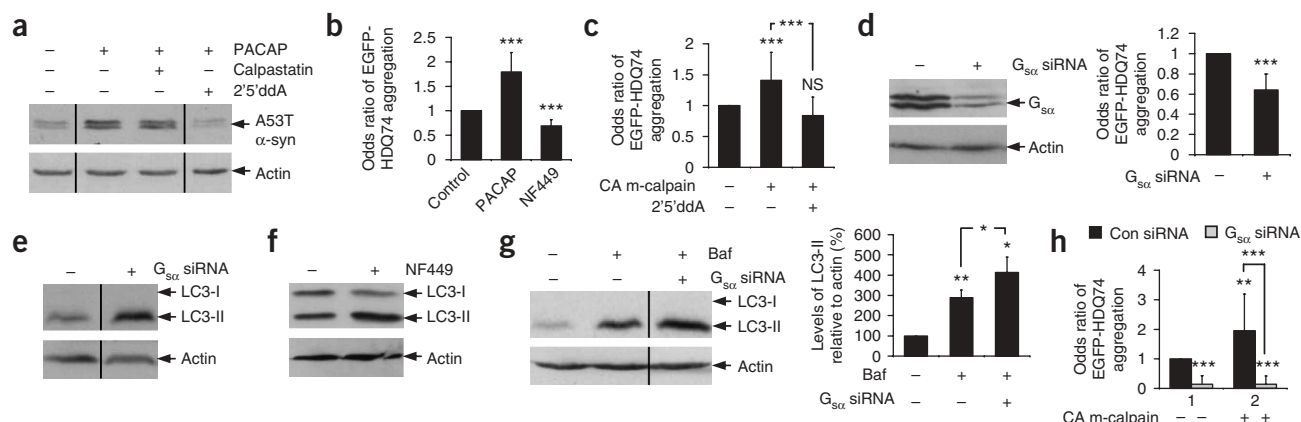 a
– + + + PACAP
– – + – Calpastatin
– – – + 2'5'ddA
A53T
α-syn
Actin
b
Odds ratio of EGFP-
HDQ74 aggregation
2.5
2
1.5
1
0.5
0
***
***
Control
PACAP
NF449
c
Odds ratio of
EGFP-HDQ74
aggregation
2
1.5
1
0.5
0
***
***
NS
CA m-calpain – + +
2'5'ddA – – +
d
– + Gsα siRNA
Gsα
Actin
Odds ratio of
EGFP-HDQ74
aggregation
1.2
1
0.8
0.6
0.4
0.2
0
***
Gsα siRNA – +
e
– + Gsα siRNA
LC3-I
LC3-II
Actin
f
– + NF449
LC3-I
LC3-II
Actin
g
– + + Baf
– – + Gsα siRNA
LC3-I
LC3-II
Actin
Levels of LC3-II
relative to actin (%)
600
500
400
300
200
100
0
**
*
*
Baf – + +
Gsα siRNA – – +
h
Con siRNA Gsα siRNA
Odds ratio of
EGFP-HDQ74
aggregation
4
3
2
1
0
***
**
***
***
1 2
CA m-calpain – – + +